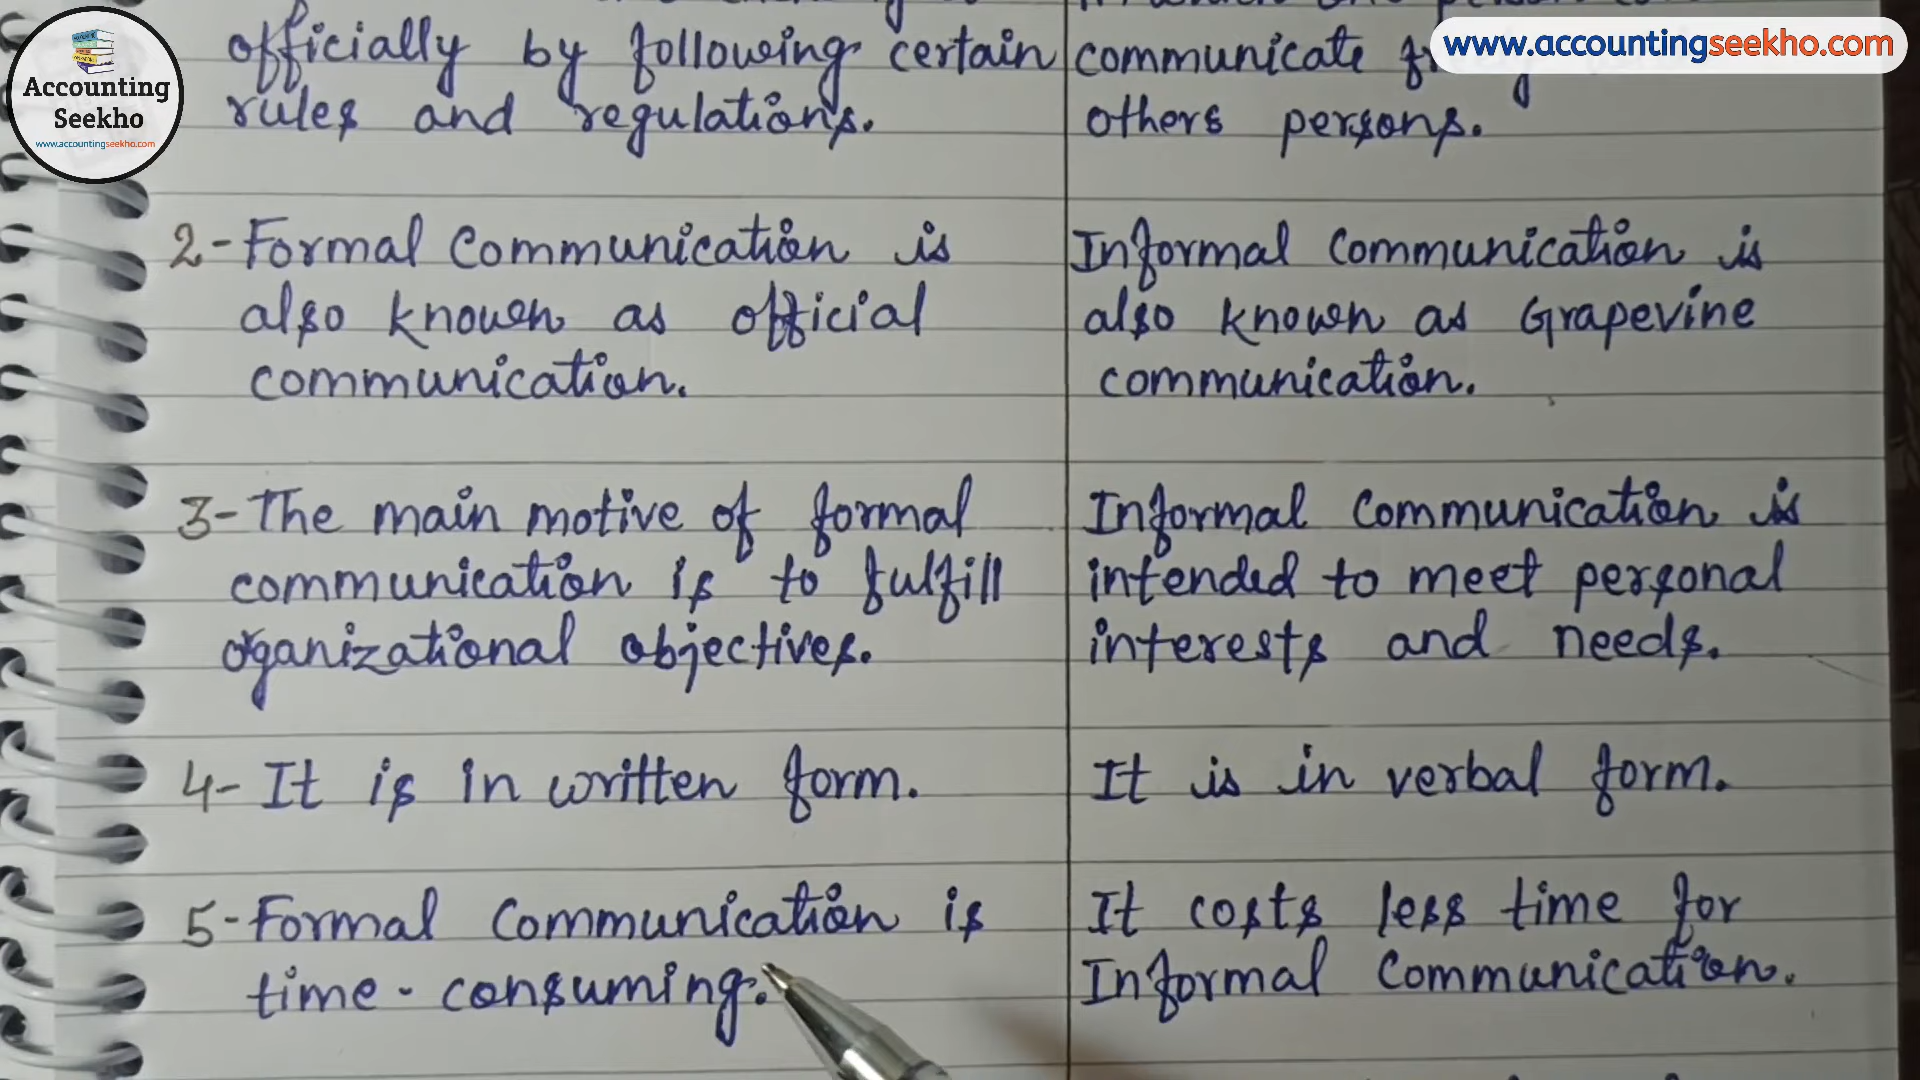 Accounting
Seekho
www.accountingseekho.com
www.accountingseekho.com
officially by following certain
rules and regulations.
communicate
others persons.
2- Formal Communication is
also known as official
communication.
Informal Communication is
also known as Grapevine
communication.
3- The main motive of formal
communication is to fulfill
organizational objectives.
Informal Communication is
intended to meet personal
interests and needs.
4- It is in written form.
It is in verbal form.
5- Formal Communication is
time-consuming.
It costs less time for
Informal Communication.